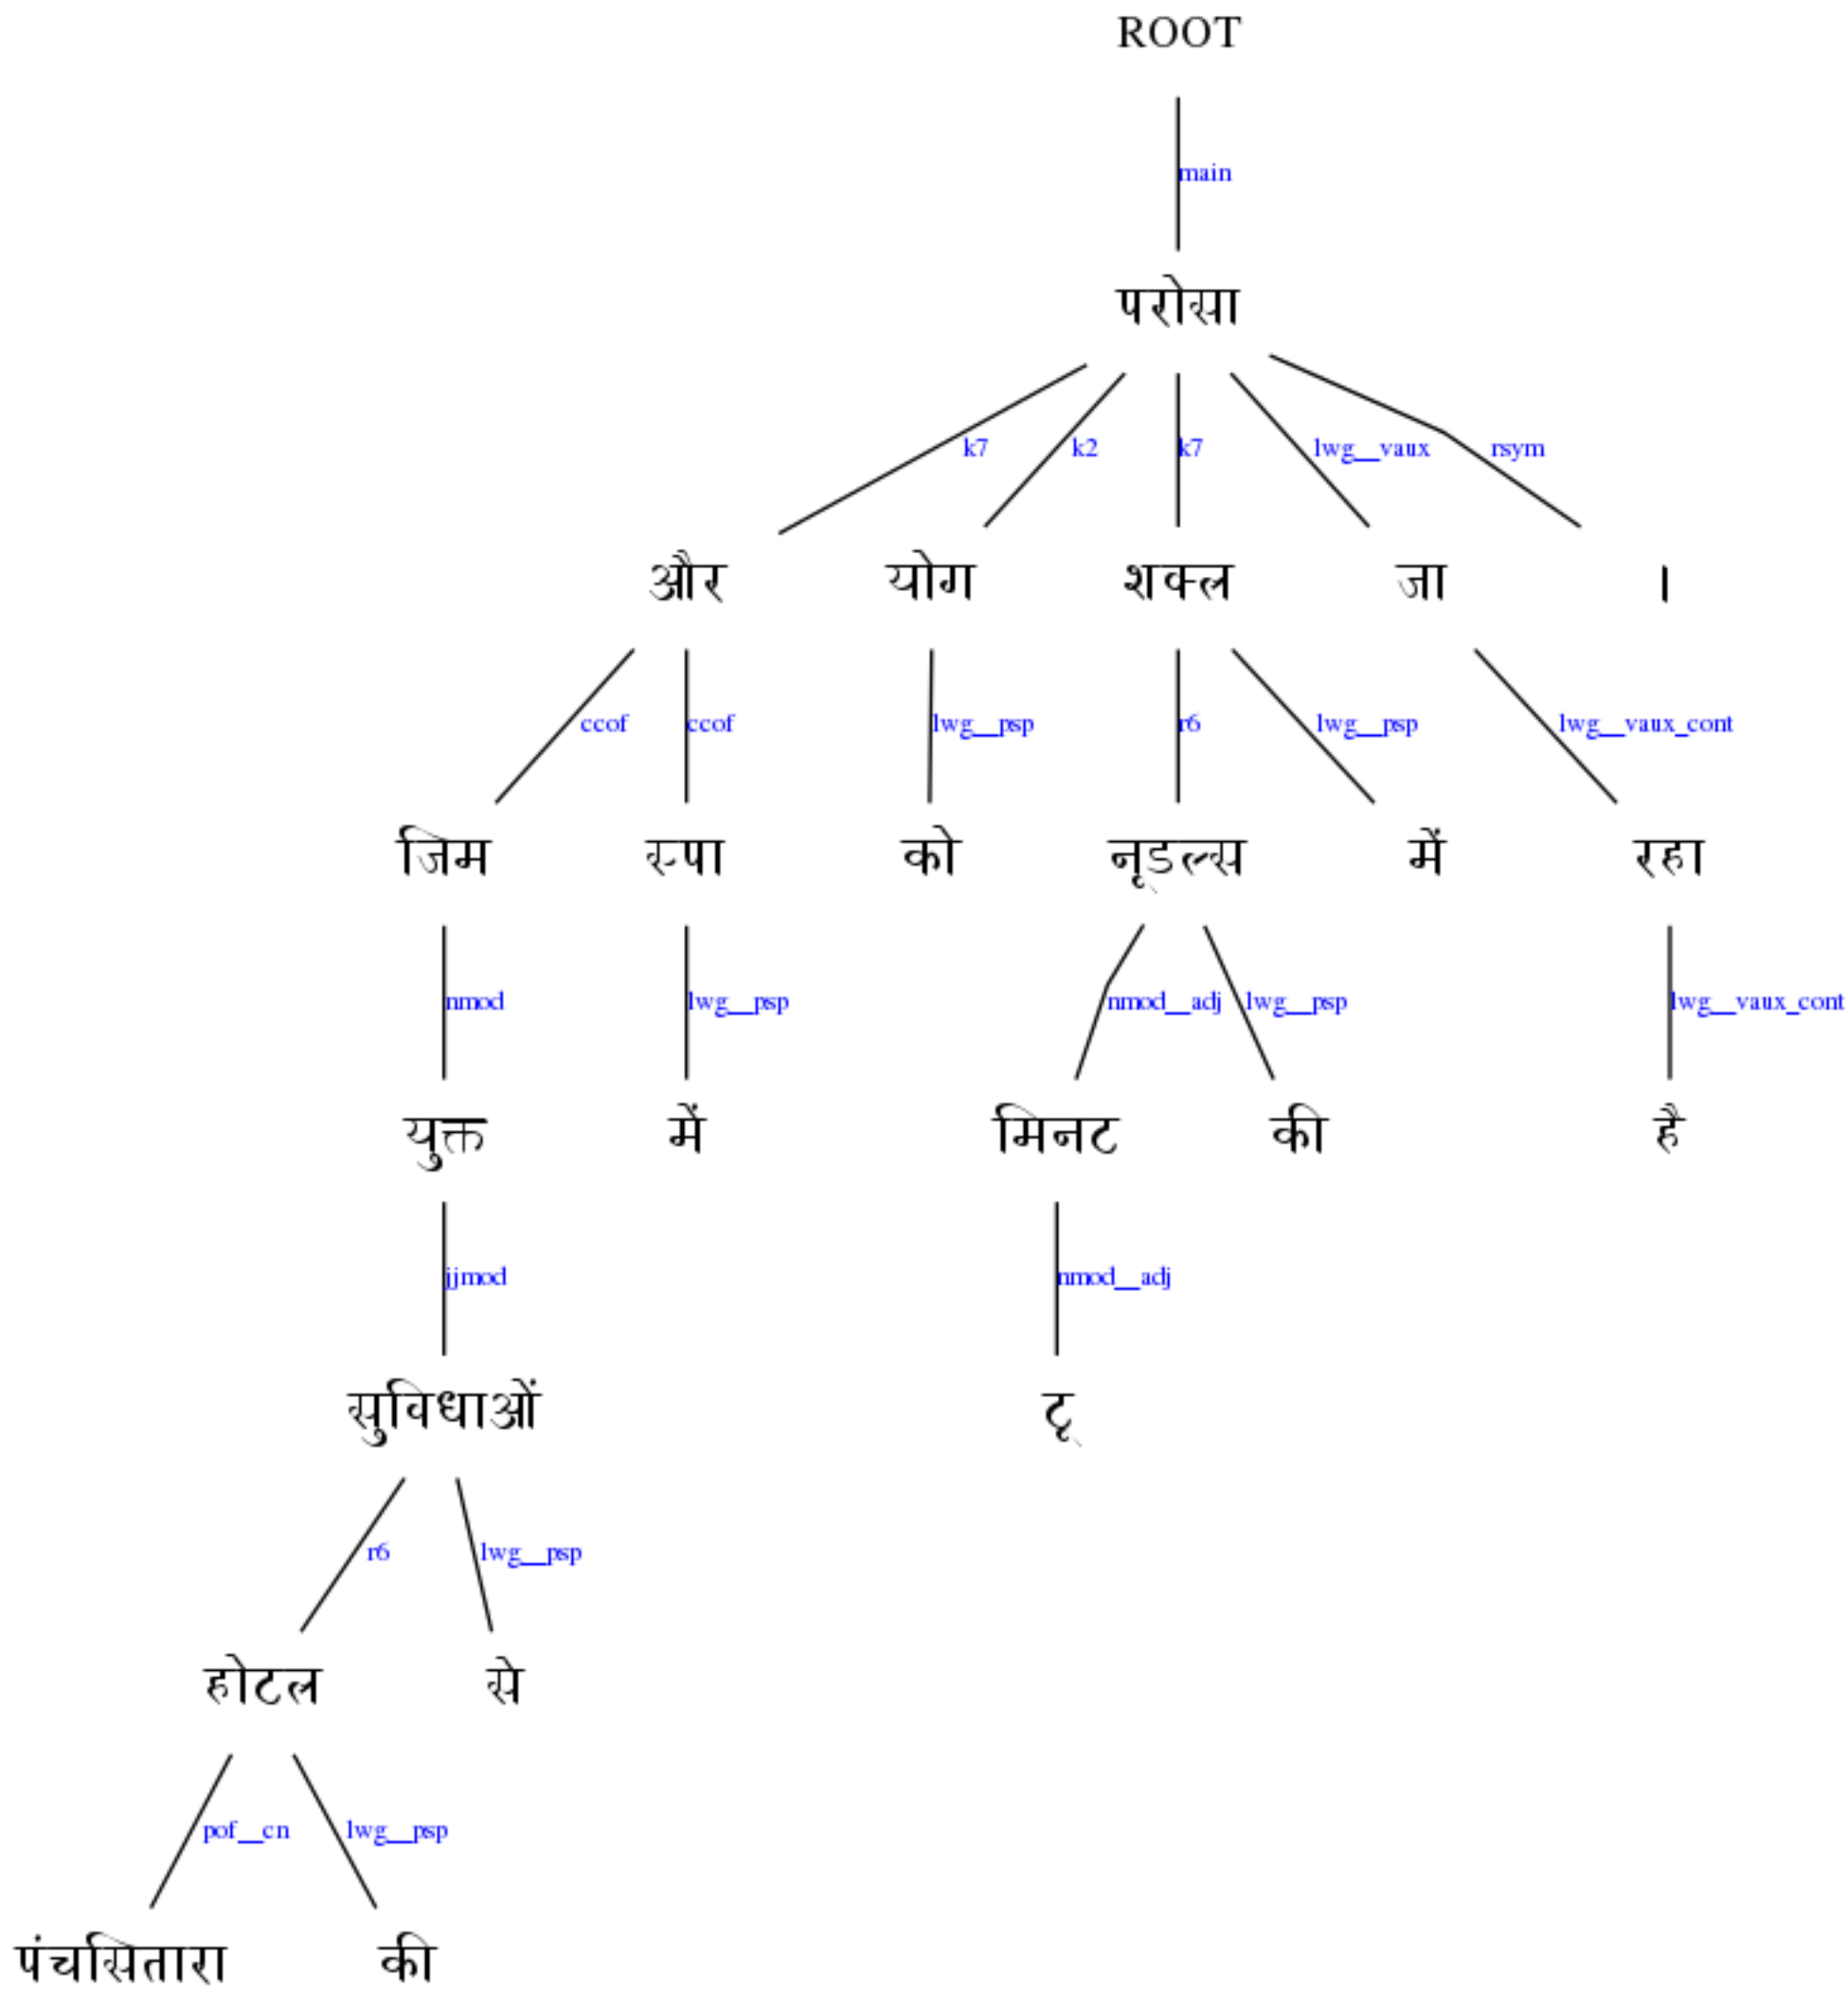 ROOT
main
परोसा
k7 k2 k7 lwg__vaux rsym
और योग शक्ल जा ।
ccof ccof lwg__psp r6 lwg__psp lwg__vaux_cont
जिम स्पा को नूडल्स में रहा
nmod lwg__psp nmod__adj lwg__psp lwg__vaux_cont
युक्त में मिनट की है
jjmod nmod__adj
सुविधाओं टू
r6 lwg__psp
होटल से
pof__cn lwg__psp
पंचसितारा की